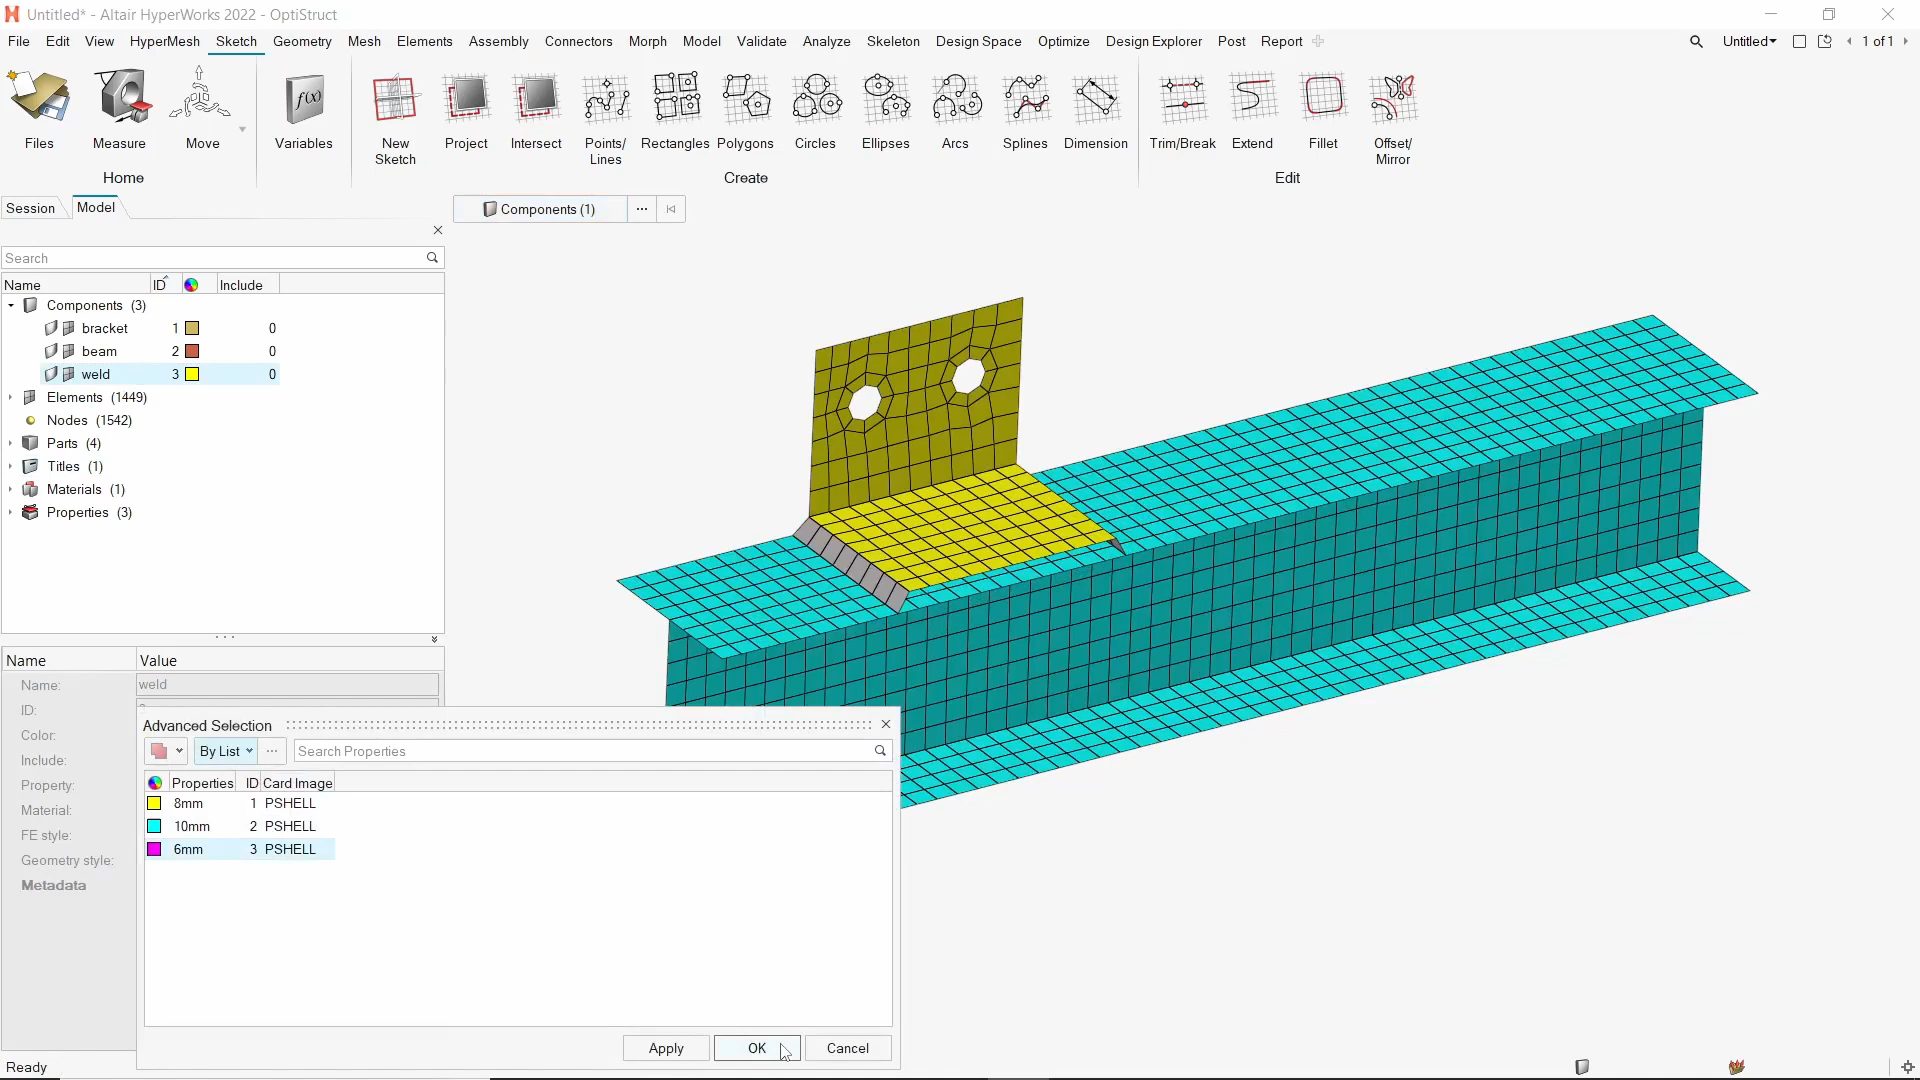 Untitled* - Altair HyperWorks 2022 - OptiStruct
File Edit View HyperMesh Sketch Geometry Mesh Elements Assembly Connectors Morph Model Validate Analyze Skeleton Design Space Optimize Design Explorer Post Report Untitled 1 of 1
f(x)
Files Measure Move Variables New Sketch Project Intersect Points/ Lines Rectangles Polygons Circles Ellipses Arcs Splines Dimension Trim/Break Extend Fillet Offset/ Mirror
Home Create Edit
Session Model Components (1) ...
Search
Name ID Include
Components (3)
bracket 1 0
beam 2 0
weld 3 0
Elements (1449)
Nodes (1542)
Parts (4)
Titles (1)
Materials (1)
Properties (3)
Name Value
Name: weld
ID:
Color:
Include:
Property:
Material:
FE style:
Geometry style:
Metadata
Advanced Selection
By List ... Search Properties
Properties ID Card Image
8mm 1 PSHELL
10mm 2 PSHELL
6mm 3 PSHELL
Apply OK Cancel
Ready